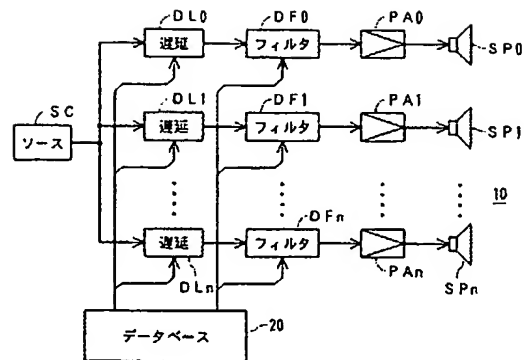 DL0 DF0 PA0
遅延 フィルタ SP0
SC DL1 DF1 PA1
ソース 遅延 フィルタ SP1
10
DFn
遅延 フィルタ
DLn PAn SPn
データベース 20